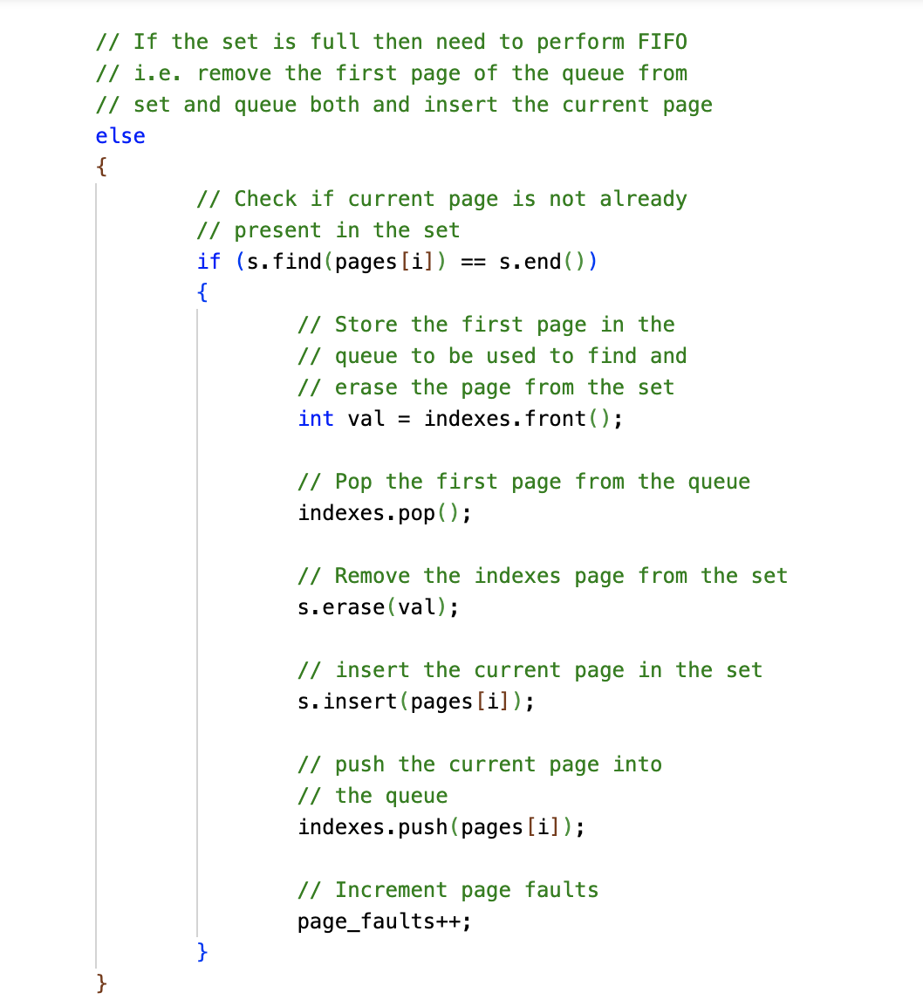 // If the set is full then need to perform FIFO
// i.e. remove the first page of the queue from
// set and queue both and insert the current page
else
{
// Check if current page is not already
// present in the set
if (s.find(pages[i]) == s.end())
{
// Store the first page in the
// queue to be used to find and
// erase the page from the set
int val = indexes.front();
// Pop the first page from the queue
indexes.pop();
// Remove the indexes page from the set
s.erase(val);
// insert the current page in the set
s.insert(pages[i]);
// push the current page into
// the queue
indexes.push(pages[i]);
// Increment page faults
page_faults++;
}
}